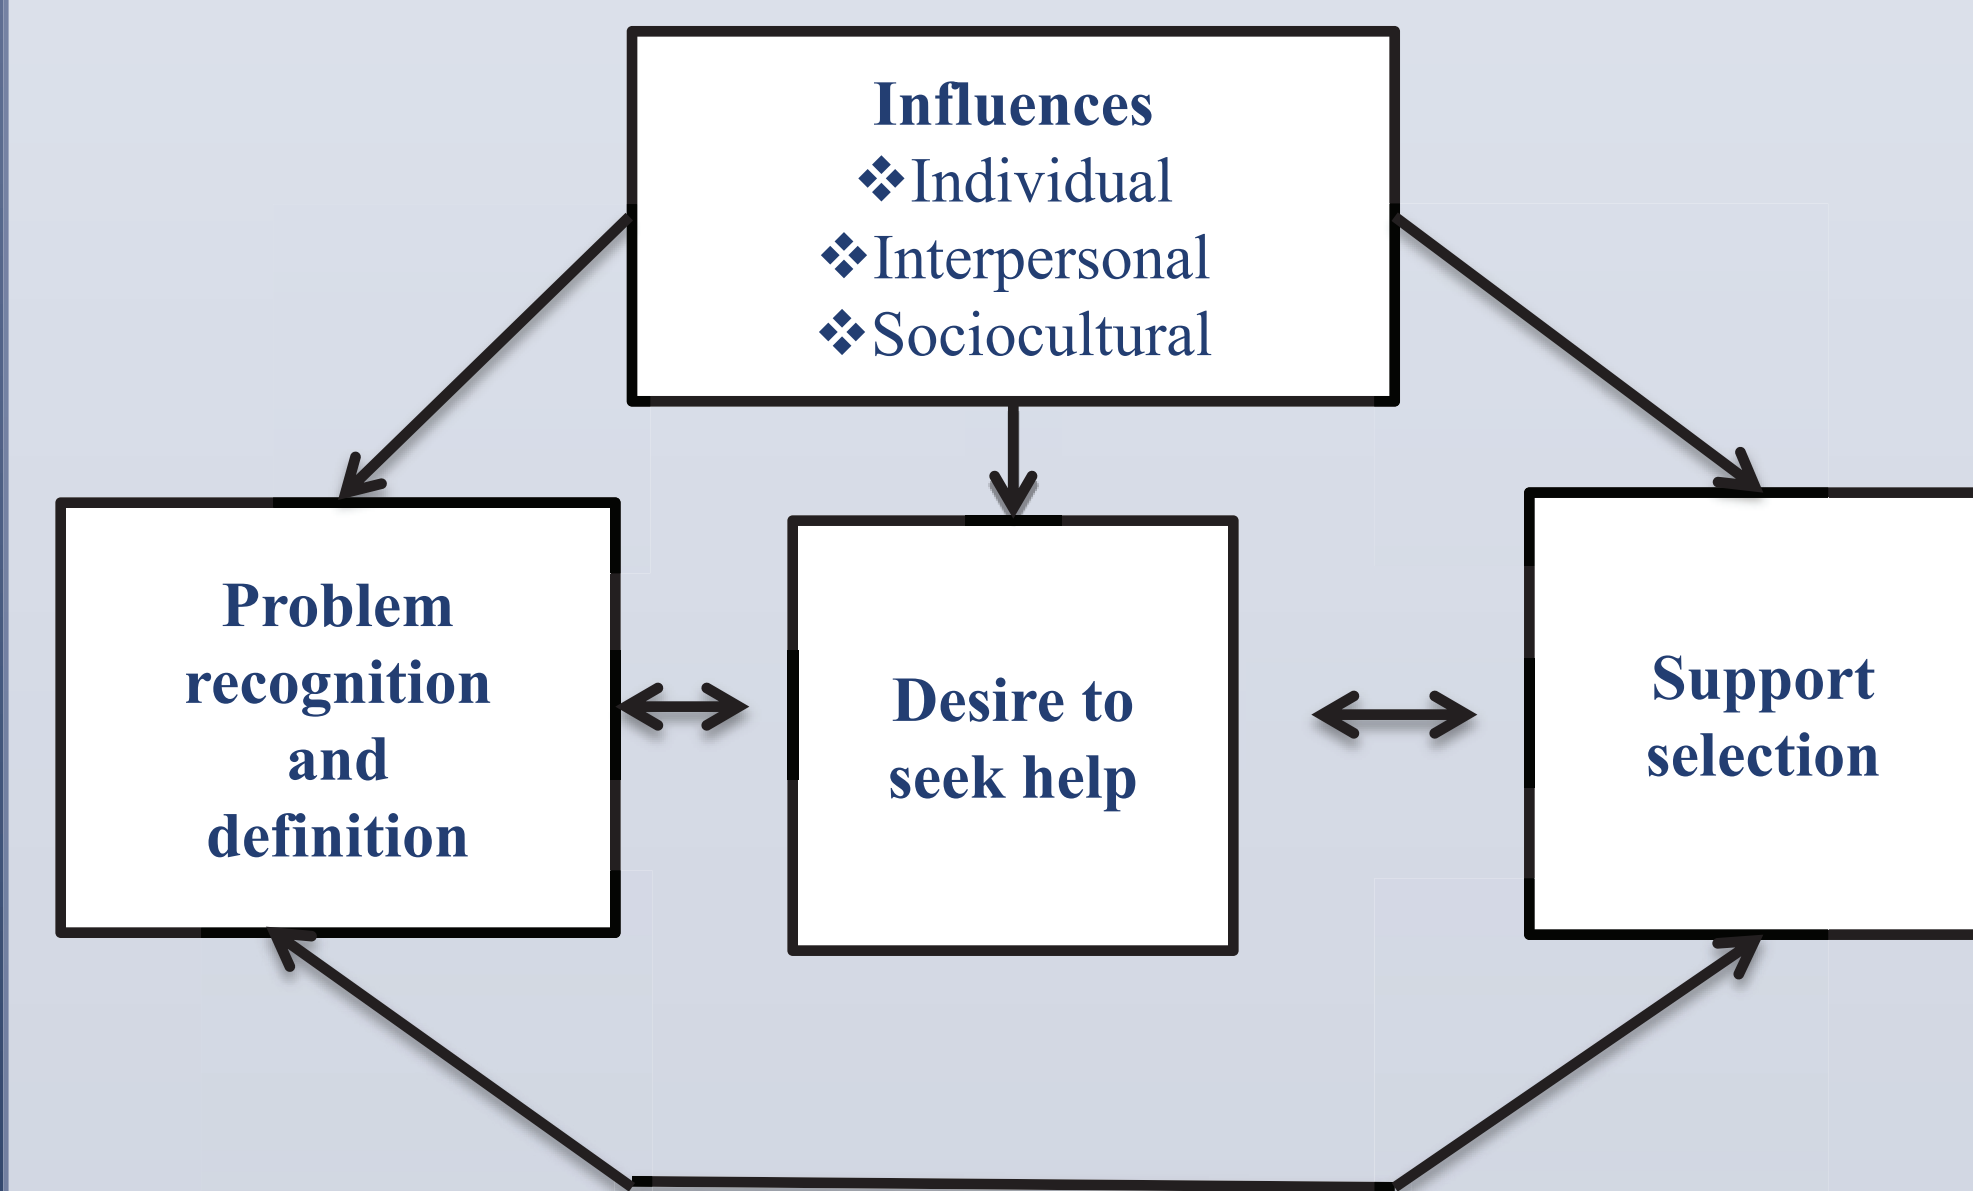 Influences
❖Individual
❖Interpersonal
❖Sociocultural
Problem
recognition
and
definition
Desire to
seek help
Support
selection